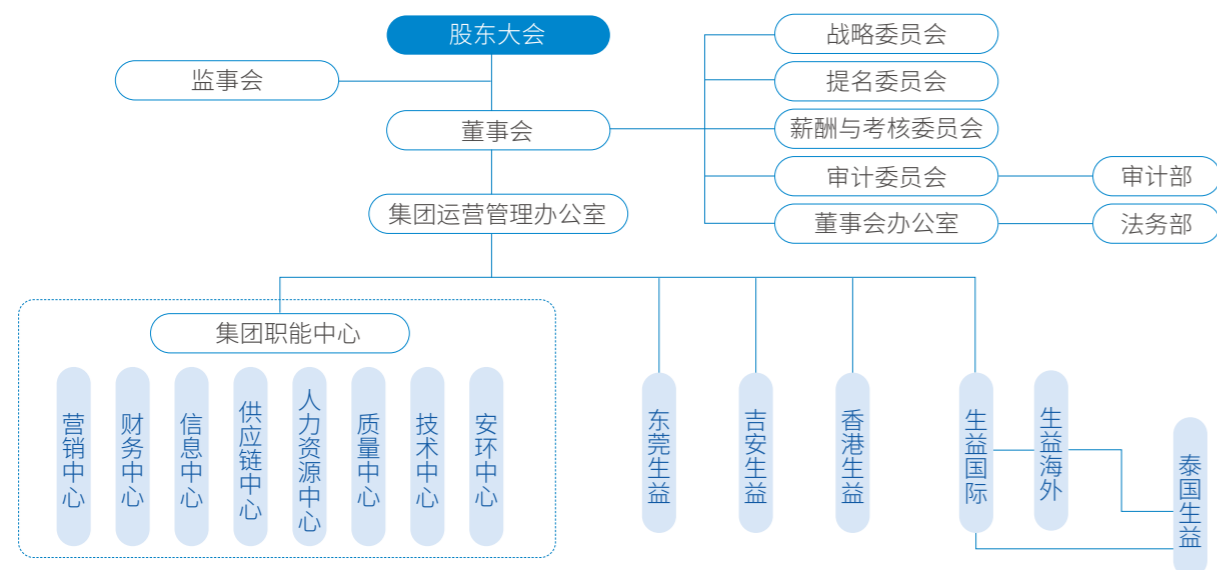 股东大会
监事会
董事会
集团运营管理办公室
战略委员会
提名委员会
薪酬与考核委员会
审计委员会
审计部
董事会办公室
法务部
集团职能中心
营销中心
财务中心
信息中心
供应链中心
人力资源中心
质量中心
技术中心
安环中心
东莞生益
吉安生益
香港生益
生益国际
生益海外
泰国生益